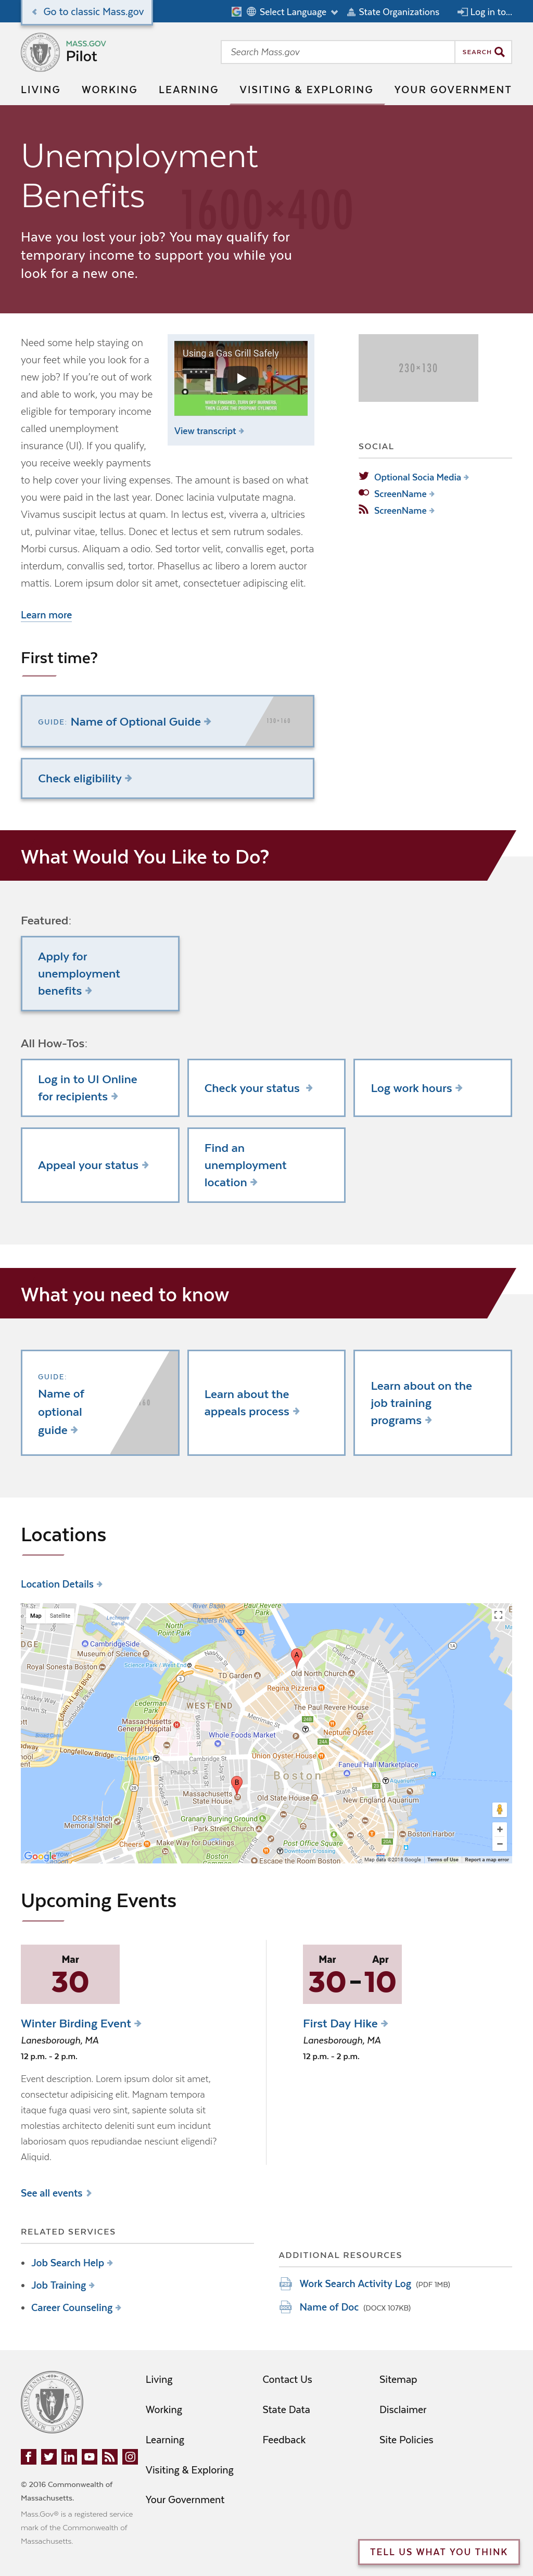 Go to classic Mass.gov
Select Language
State Organizations
Log in to...
MASS.GOV
Pilot
Search Mass.gov
SEARCH
LIVING
WORKING
LEARNING
VISITING & EXPLORING
YOUR GOVERNMENT
Unemployment
Benefits
1600×400
Have you lost your job? You may qualify for
temporary income to support you while you
look for a new one.
Need some help staying on
your feet while you look for a
new job? If you're out of work
and able to work, you may be
eligible for temporary income
called unemployment
insurance (UI). If you qualify,
you receive weekly payments
to help cover your living expenses. The amount is based on what
you were paid in the last year. Donec lacinia vulputate magna.
Vivamus suscipit lectus at quam. In lectus est, viverra a, ultricies
ut, pulvinar vitae, tellus. Donec et lectus et sem rutrum sodales.
Morbi cursus. Aliquam a odio. Sed tortor velit, convallis eget, porta
interdum, convallis sed, tortor. Phasellus ac libero a lorem auctor
mattis. Lorem ipsum dolor sit amet, consectetuer adipiscing elit.
Using a Gas Grill Safely
WHEN FINISHED, TURN OFF BURNERS,
THEN CLOSE THE PROPANE CYLINDERS
View transcript
230×130
SOCIAL
Optional Socia Media
ScreenName
ScreenName
Learn more
First time?
GUIDE: Name of Optional Guide
Check eligibility
What Would You Like to Do?
Featured:
Apply for
unemployment
benefits
All How-Tos:
Log in to UI Online
for recipients
Check your status
Log work hours
Appeal your status
Find an
unemployment
location
What you need to know
GUIDE:
Name of
optional
guide
Learn about the
appeals process
Learn about on the
job training
programs
Locations
Location Details
Map
Satellite
CambridgeSide
Museum of Science
Royal Sonesta Boston
TD Garden
Old North Church
Regina Pizzeria
WEST END
The Paul Revere House
Massachusetts
General Hospital
Whole Foods Market
Neptune Oyster
Longfellow Bridge
Union Oyster House
Faneuil Hall Marketplace
Boston
New England Aquarium
Massachusetts
State House
Old State House
DCR's Hatch
Memorial Shell
Granary Burying Ground
Park Street Church
Boston Harbor
Cheers
Make Way for Ducklings
Post Office Square
Downtown Crossing
Escape the Room Boston
A
B
Google
Map data ©2018 Google
Terms of Use
Report a map error
Upcoming Events
Mar
30
Winter Birding Event
Lanesborough, MA
12 p.m. - 2 p.m.
Event description. Lorem ipsum dolor sit amet,
consectetur adipisicing elit. Magnam tempora
itaque fuga quasi vero sint, sapiente soluta sit
molestias architecto deleniti sunt eum incidunt
laboriosam quos repudiandae nesciunt eligendi?
Aliquid.
Mar
Apr
30 - 10
First Day Hike
Lanesborough, MA
12 p.m. - 2 p.m.
See all events
RELATED SERVICES
Job Search Help
Job Training
Career Counseling
ADDITIONAL RESOURCES
Work Search Activity Log (PDF 1MB)
Name of Doc (DOCX 107KB)
Living
Working
Learning
Visiting & Exploring
Your Government
Contact Us
State Data
Feedback
Sitemap
Disclaimer
Site Policies
© 2016 Commonwealth of
Massachusetts.
Mass.Gov® is a registered service
mark of the Commonwealth of
Massachusetts.
TELL US WHAT YOU THINK